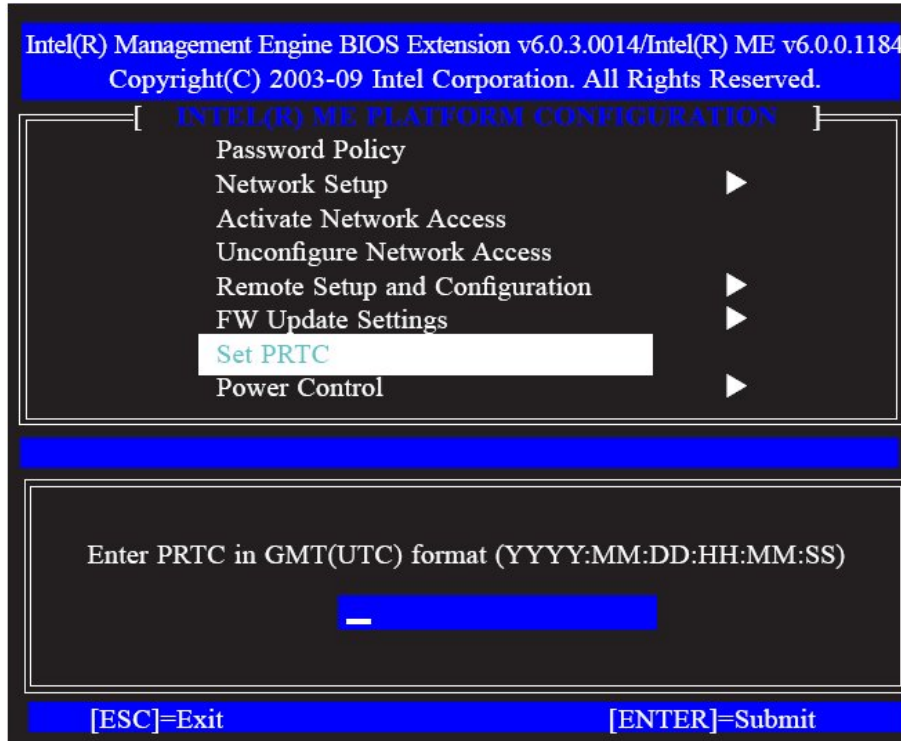 Intel(R) Management Engine BIOS Extension v6.0.3.0014/Intel(R) ME v6.0.0.1184
Copyright(C) 2003-09 Intel Corporation. All Rights Reserved.
[ INTEL(R) ME PLATFORM CONFIGURATION ]
Password Policy
Network Setup ▶
Activate Network Access
Unconfigure Network Access
Remote Setup and Configuration ▶
FW Update Settings ▶
Set PRTC
Power Control ▶
Enter PRTC in GMT(UTC) format (YYYY:MM:DD:HH:MM:SS)
[ESC]=Exit [ENTER]=Submit